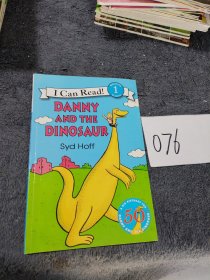 I Can Read!
1
DANNY
AND THE
DINOSAUR
Syd Hoff
50
076